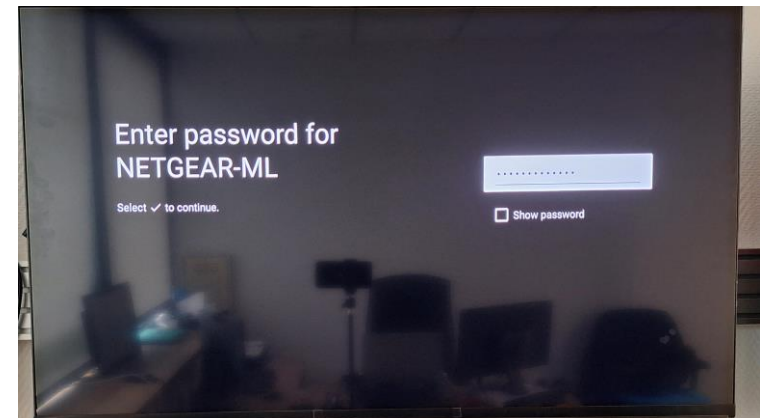 Enter password for
NETGEAR-ML
Select ✓ to continue.
.............
Show password